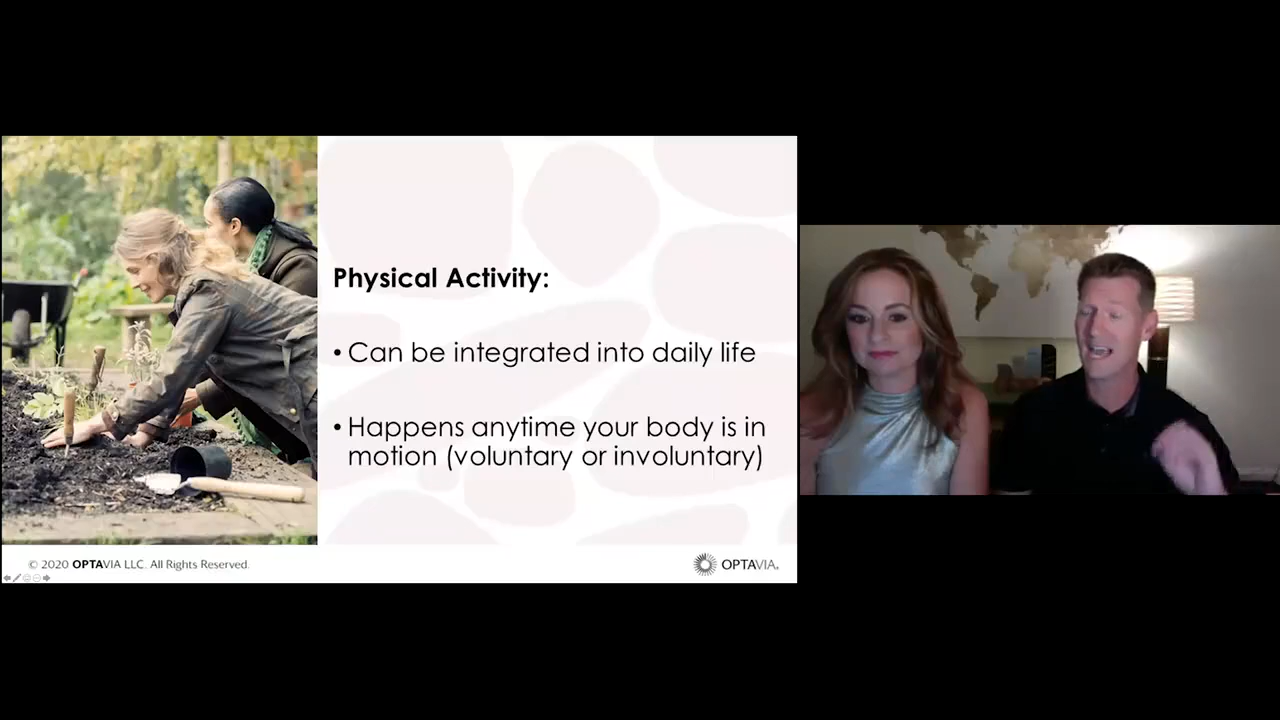 Physical Activity:
• Can be integrated into daily life
• Happens anytime your body is in
motion (voluntary or involuntary)
© 2020 OPTAVIA LLC. All Rights Reserved.
OPTAVIA®